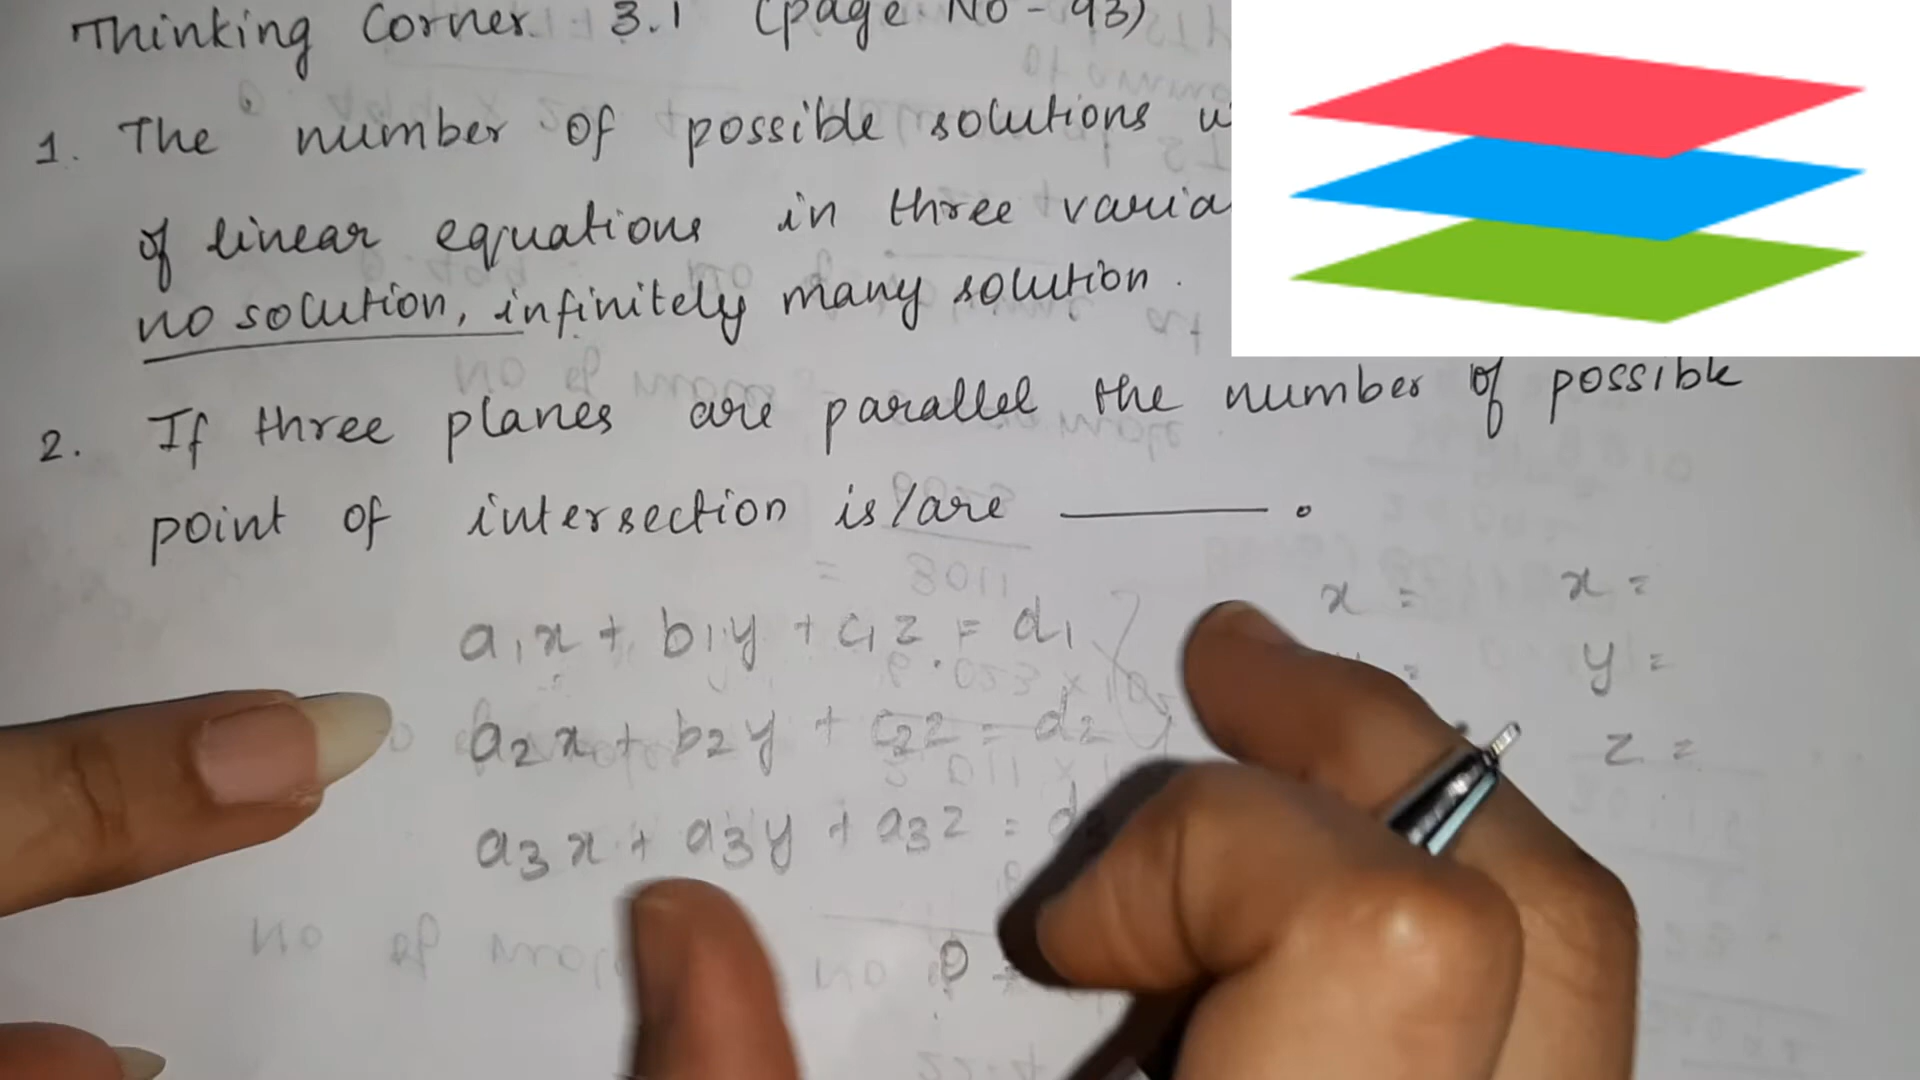 Thinking Corner 3.1 (page No - 93)
1. The number of possible solutions
of linear equations in three varia
no solution, infinitely many solution.
2. If three planes are parallel the number of possible
point of intersection is/are ______.
a₁x + b₁y + c₁z = d₁
a₂x + b₂y + c₂z = d₂
a₃x + a₃y + a₃z = d
x =
x =
y =
z =